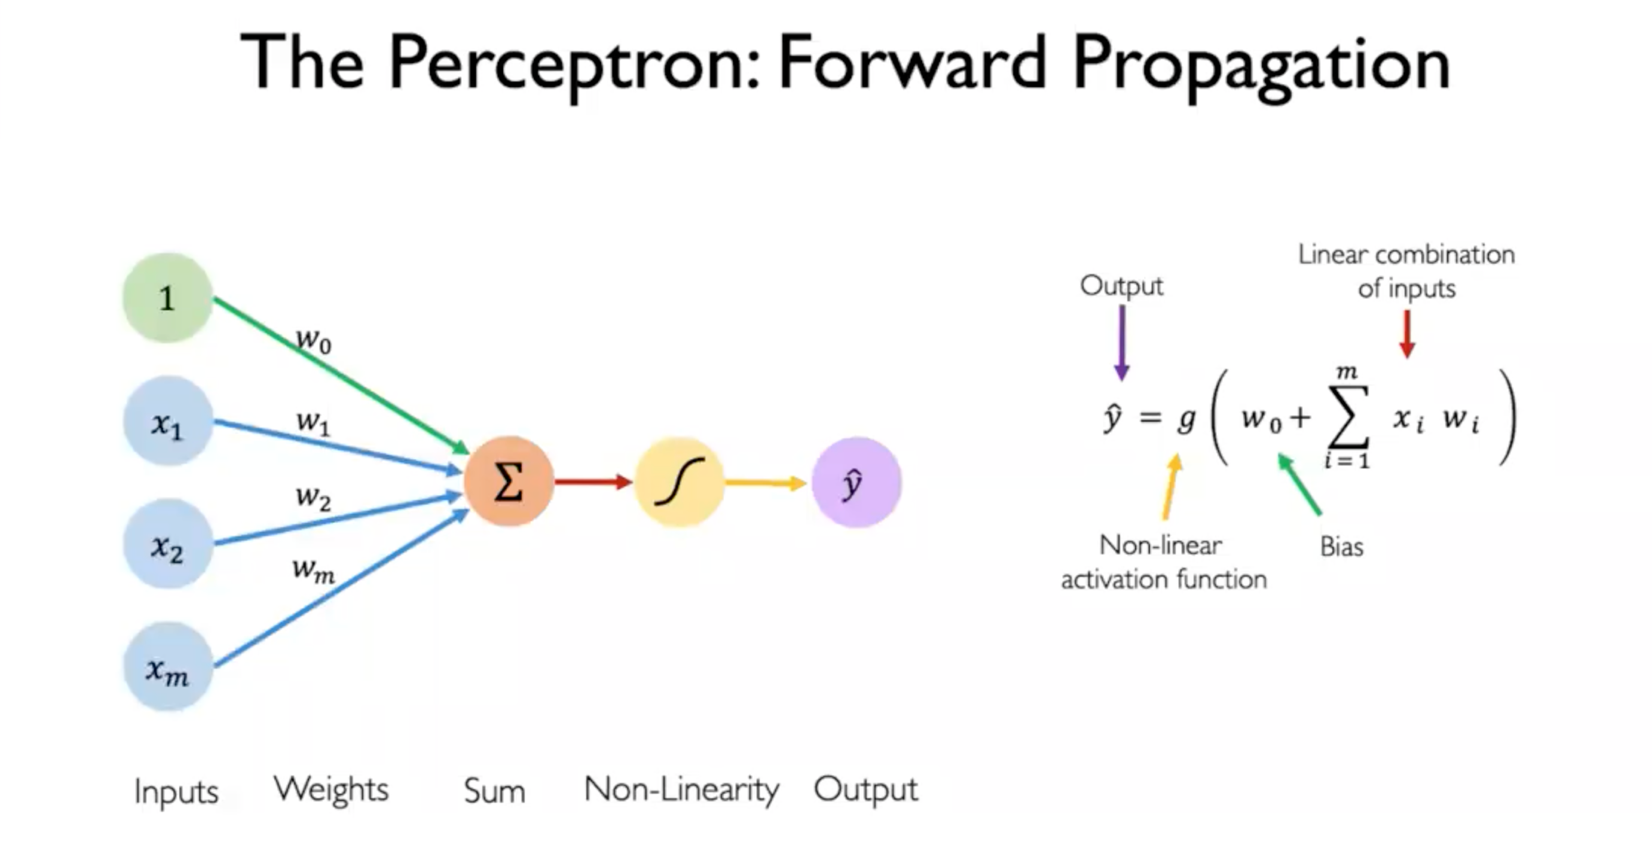 The Perceptron: Forward Propagation
1
w₀
x₁
w₁
x₂
w₂
xₘ
wₘ
Σ
∫
ŷ
Inputs Weights Sum Non-Linearity Output
Linear combination
of inputs
Output
ŷ = g ( w₀ + ∑ᵢ₌₁ᵐ xᵢ wᵢ )
Non-linear
activation function
Bias